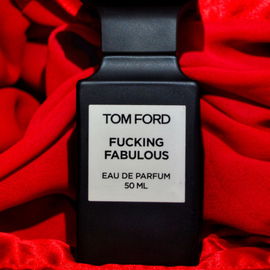 TOM FORD
FUCKING
FABULOUS
EAU DE PARFUM
50 ML